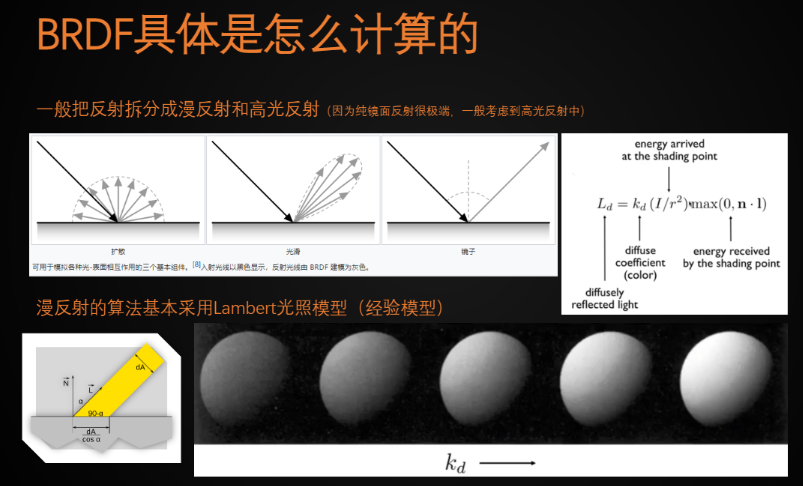 BRDF具体是怎么计算的
一般把反射拆分成漫反射和高光反射（因为纯镜面反射很极端，一般考虑到高光反射中）
扩散
光滑
镜子
可用于模拟各种光-表面相互作用的三个基本组件。[8]入射光线以黑色显示，反射光线由 BRDF 建模为灰色。
energy arrived
at the shading point
L_d = k_d (I/r²) max(0, n · l)
diffuse
coefficient
(color)
energy received
by the shading point
diffusely
reflected light
漫反射的算法基本采用Lambert光照模型（经验模型）
dA
N
L
α
90-α
dA
cos α
k_d